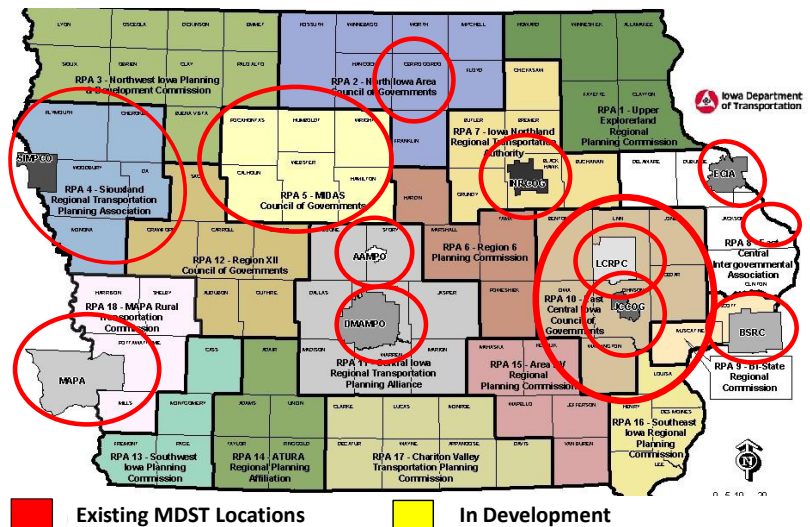 LYON
OSCEOLA
DICKINSON
EMMET
KOSSUTH
WINNEBAGO
WORTH
MITCHELL
HOWARD
WINNESHIEK
ALLAMAKEE
SIOUX
OBRIEN
CLAY
PALO ALTO
HANCOCK
CERRO GORDO
FLOYD
CHICKASAW
RPA 3 - Northwest Iowa Planning
& Development Commission
RPA 2 - North Iowa Area
Council of Governments
FAYETTE
CLAYTON
RPA 1 - Upper
Explorerland
Regional
Planning Commission
Iowa Department
of Transportation
PLYMOUTH
CHEROKEE
BUENA VISTA
POCAHONTAS
HUMBOLDT
WRIGHT
FRANKLIN
BUTLER
BREMER
RPA 7 - Iowa Northland
Regional Transportation
Authority
SIMPCO
WOODBURY
IDA
SAC
CALHOUN
WEBSTER
HAMILTON
HARDIN
GRUNDY
BLACK
HAWK
BUCHANAN
DELAWARE
DUBUQUE
INRCOG
ECIA
RPA 4 - Siouxland
Regional Transportation
Planning Association
RPA 5 - MIDAS
Council of Governments
MONONA
CRAWFORD
CARROLL
STORY
MARSHALL
TAMA
BENTON
LINN
JONES
JACKSON
RPA 12 - Region XII
Council of Governments
AAMPO
RPA 6 - Region 6
Planning Commission
LCRPC
RPA 8 - East
Central
Intergovernmental
Association
CLINTON
HARRISON
SHELBY
AUDUBON
GUTHRIE
DALLAS
JASPER
POWESHIEK
IOWA
JOHNSON
CEDAR
SCOTT
RPA 18 - MAPA Rural
Transportation
Commission
POTTAWATTAMIE
DMAMPO
RPA 10 - East
Central Iowa
Council of
Governments
JCCOG
MUSCATINE
BSRC
MAPA
CASS
ADAIR
MADISON
WARREN
MARION
MAHASKA
KEOKUK
WASHINGTON
LOUISA
RPA 11 - Central Iowa
Regional Transportation
Planning Alliance
RPA 15 - Area XV
Regional
Planning Commission
RPA 9 - Bi-State
Regional
Commission
MILLS
MONTGOMERY
ADAMS
UNION
CLARKE
LUCAS
MONROE
WAPELLO
JEFFERSON
HENRY
DES MOINES
RPA 16 - Southeast
Iowa Regional
Planning
Commission
FREMONT
PAGE
TAYLOR
RINGGOLD
DECATUR
WAYNE
APPANOOSE
DAVIS
VAN BUREN
LEE
RPA 13 - Southwest
Iowa Planning
Commission
RPA 14 - ATURA
Regional Planning
Affiliation
RPA 17 - Chariton Valley
Transportation Planning
Commission
N
0 5 10 20
Existing MDST Locations
In Development